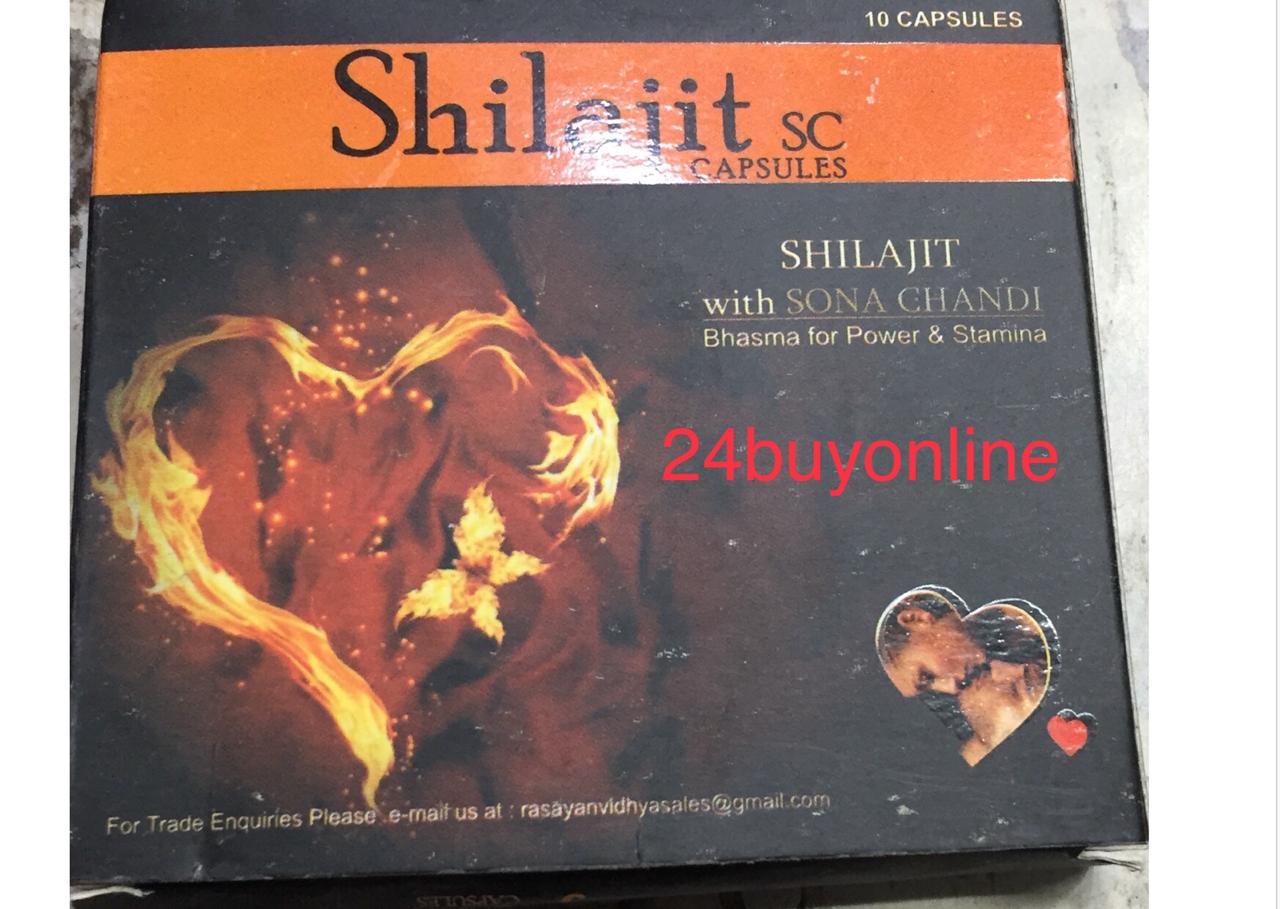 10 CAPSULES
Shilajit SC
CAPSULES
SHILAJIT
with SONA CHANDI
Bhasma for Power & Stamina
24buyonline
For Trade Enquiries Please e-mail us at : rasayanvidhyasales@gmail.com
CAPSULES